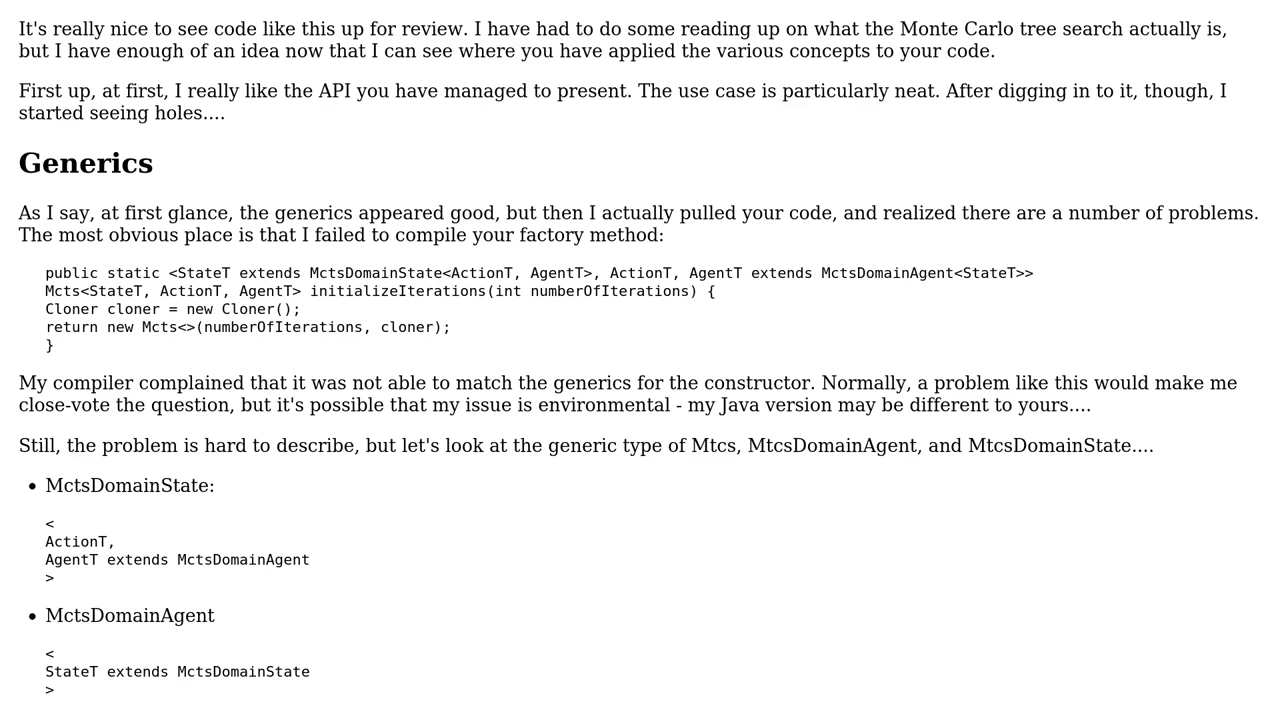 It's really nice to see code like this up for review. I have had to do some reading up on what the Monte Carlo tree search actually is,
but I have enough of an idea now that I can see where you have applied the various concepts to your code.
First up, at first, I really like the API you have managed to present. The use case is particularly neat. After digging in to it, though, I
started seeing holes....
Generics
As I say, at first glance, the generics appeared good, but then I actually pulled your code, and realized there are a number of problems.
The most obvious place is that I failed to compile your factory method:
public static <StateT extends MctsDomainState<ActionT, AgentT>, ActionT, AgentT extends MctsDomainAgent<StateT>>
Mcts<StateT, ActionT, AgentT> initializeIterations(int numberOfIterations) {
Cloner cloner = new Cloner();
return new Mcts<>(numberOfIterations, cloner);
}
My compiler complained that it was not able to match the generics for the constructor. Normally, a problem like this would make me
close-vote the question, but it's possible that my issue is environmental - my Java version may be different to yours....
Still, the problem is hard to describe, but let's look at the generic type of Mtcs, MtcsDomainAgent, and MtcsDomainState....
• MctsDomainState:
<
ActionT,
AgentT extends MctsDomainAgent
>
• MctsDomainAgent
<
StateT extends MctsDomainState
>